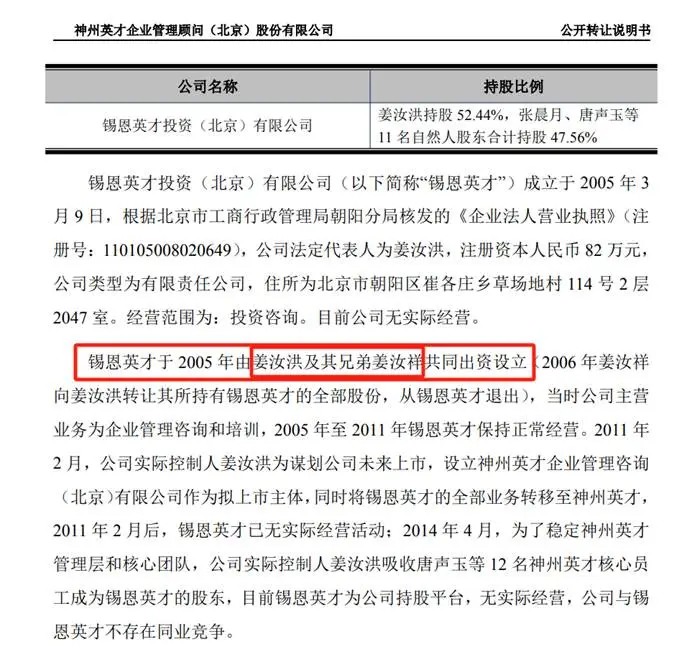 神州英才企业管理顾问（北京）股份有限公司 公开转让说明书
公司名称 持股比例
锡恩英才投资（北京）有限公司
姜汝洪持股 52.44%，张晨月、唐声玉等
11 名自然人股东合计持股 47.56%
锡恩英才投资（北京）有限公司（以下简称“锡恩英才”）成立于 2005 年 3
月 9 日，根据北京市工商行政管理局朝阳分局核发的《企业法人营业执照》（注
册号：110105008020649），公司法定代表人为姜汝洪，注册资本人民币 82 万元，
公司类型为有限责任公司，住所为北京市朝阳区崔各庄乡草场地村 114 号 2 层
2047 室。经营范围为：投资咨询。目前公司无实际经营。
锡恩英才于 2005 年由姜汝洪及其兄弟姜汝祥共同出资设立（2006 年姜汝祥
向姜汝洪转让其所持有锡恩英才的全部股份，从锡恩英才退出），当时公司主营
业务为企业管理咨询和培训，2005 年至 2011 年锡恩英才保持正常经营。2011 年
2 月，公司实际控制人姜汝洪为谋划公司未来上市，设立神州英才企业管理咨询
（北京）有限公司作为拟上市主体，同时将锡恩英才的全部业务转移至神州英才，
2011 年 2 月后，锡恩英才已无实际经营活动；2014 年 4 月，为了稳定神州英才
管理层和核心团队，公司实际控制人姜汝洪吸收唐声玉等 12 名神州英才核心员
工成为锡恩英才的股东，目前锡恩英才为公司持股平台，无实际经营，公司与锡
恩英才不存在同业竞争。